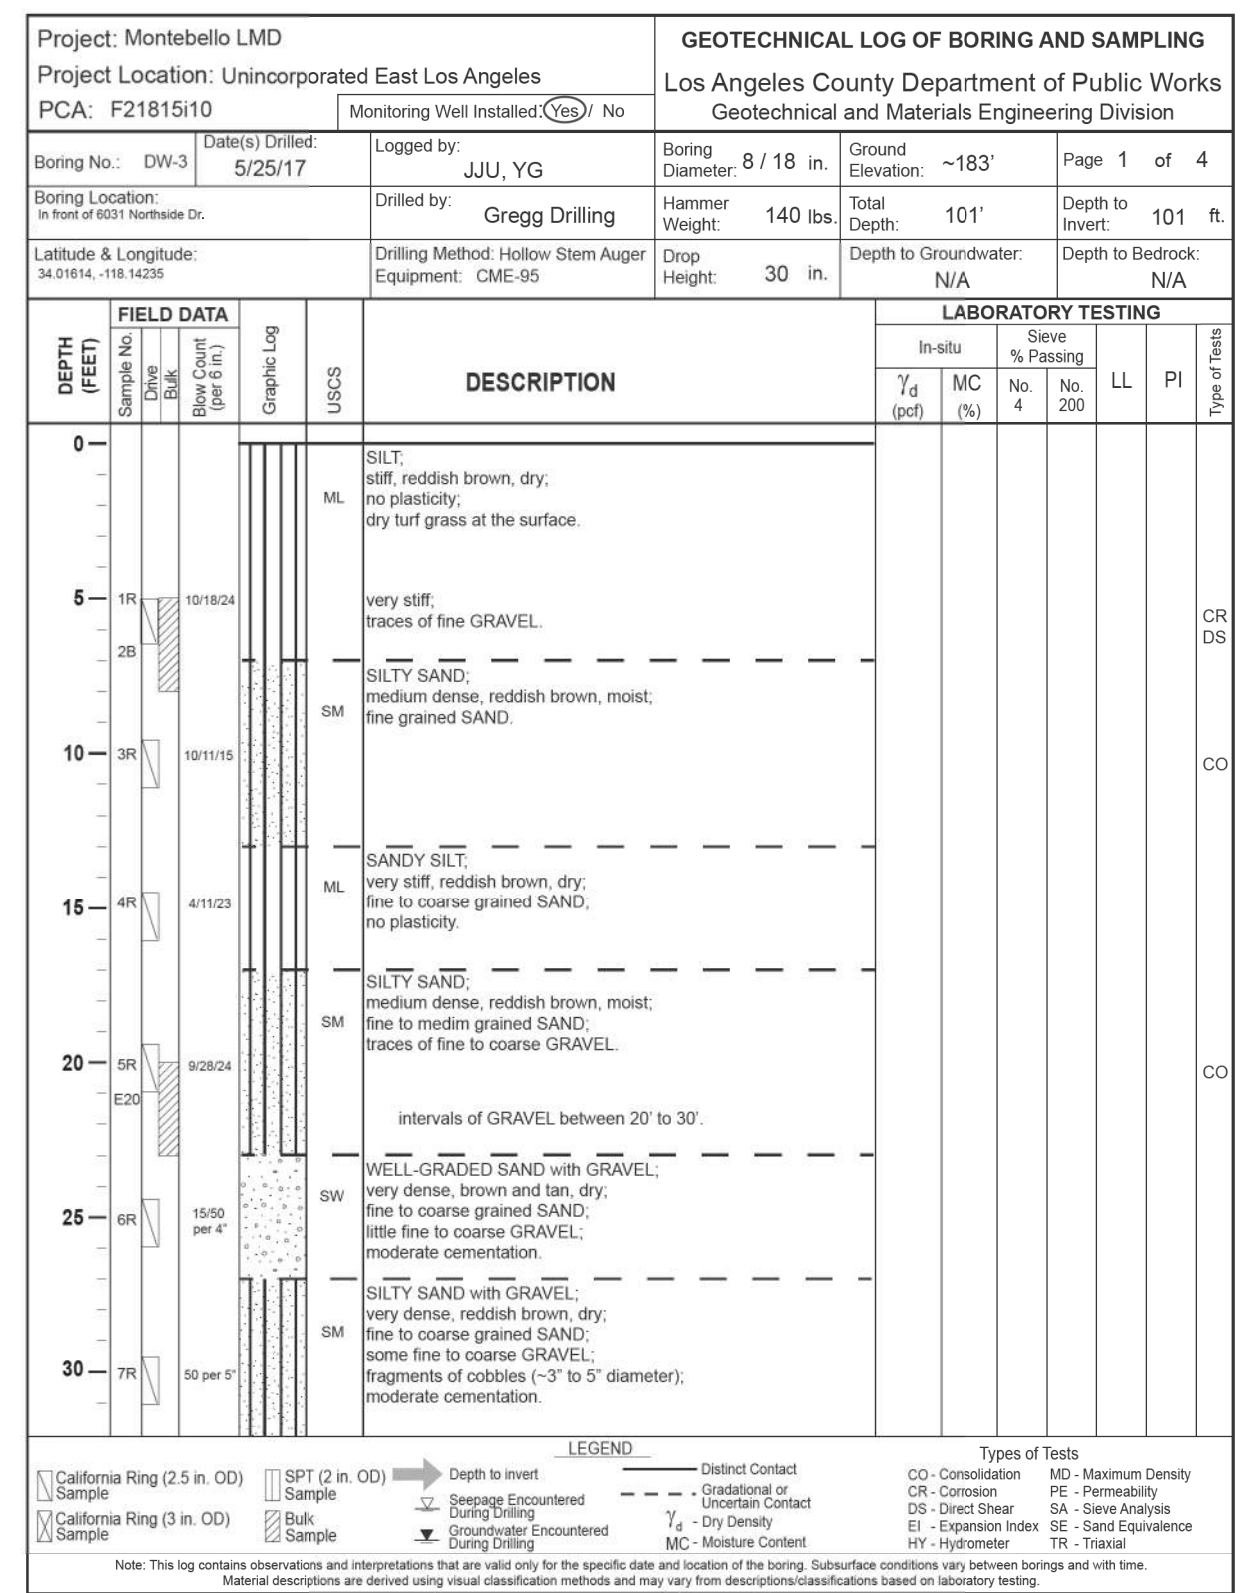 Project: Montebello LMD
Project Location: Unincorporated East Los Angeles
PCA: F21815i10
Monitoring Well Installed: Yes / No
GEOTECHNICAL LOG OF BORING AND SAMPLING
Los Angeles County Department of Public Works
Geotechnical and Materials Engineering Division
Boring No.: DW-3
Date(s) Drilled:
5/25/17
Logged by:
JJU, YG
Boring
Diameter: 8 / 18 in.
Ground
Elevation: ~183’
Page 1 of 4
Boring Location:
In front of 6031 Northside Dr.
Drilled by:
Gregg Drilling
Hammer
Weight: 140 lbs.
Total
Depth: 101’
Depth to
Invert: 101 ft.
Latitude & Longitude:
34.01614, -118.14235
Drilling Method: Hollow Stem Auger
Equipment: CME-95
Drop
Height: 30 in.
Depth to Groundwater:
N/A
Depth to Bedrock:
N/A
DEPTH
(FEET)
FIELD DATA
Sample No.
Drive
Bulk
Blow Count
(per 6 in.)
Graphic Log
USCS
DESCRIPTION
LABORATORY TESTING
In-situ
γd
(pcf)
MC
(%)
Sieve
% Passing
No.
4
No.
200
LL
PI
Type of Tests
0
SILT;
stiff, reddish brown, dry;
ML
no plasticity;
dry turf grass at the surface.
5
1R
10/18/24
very stiff;
traces of fine GRAVEL.
CR
DS
2B
SILTY SAND;
medium dense, reddish brown, moist;
SM
fine grained SAND.
10
3R
10/11/15
CO
SANDY SILT;
ML
very stiff, reddish brown, dry;
fine to coarse grained SAND;
no plasticity.
15
4R
4/11/23
SILTY SAND;
medium dense, reddish brown, moist;
SM
fine to medim grained SAND;
traces of fine to coarse GRAVEL.
20
5R
9/28/24
CO
E20
intervals of GRAVEL between 20’ to 30’.
WELL-GRADED SAND with GRAVEL;
SW
very dense, brown and tan, dry;
fine to coarse grained SAND;
little fine to coarse GRAVEL;
moderate cementation.
25
6R
15/50
per 4"
SILTY SAND with GRAVEL;
very dense, reddish brown, dry;
SM
fine to coarse grained SAND;
some fine to coarse GRAVEL;
fragments of cobbles (~3” to 5” diameter);
moderate cementation.
30
7R
50 per 5"
LEGEND
California Ring (2.5 in. OD)
Sample
California Ring (3 in. OD)
Sample
SPT (2 in. OD)
Sample
Bulk
Sample
Depth to invert
Seepage Encountered
During Drilling
Groundwater Encountered
During Drilling
Distinct Contact
Gradational or
Uncertain Contact
γd - Dry Density
MC - Moisture Content
Types of Tests
CO - Consolidation
CR - Corrosion
DS - Direct Shear
EI - Expansion Index
HY - Hydrometer
MD - Maximum Density
PE - Permeability
SA - Sieve Analysis
SE - Sand Equivalence
TR - Triaxial
Note: This log contains observations and interpretations that are valid only for the specific date and location of the boring. Subsurface conditions vary between borings and with time.
Material descriptions are derived using visual classification methods and may vary from descriptions/classifications based on laboratory testing.